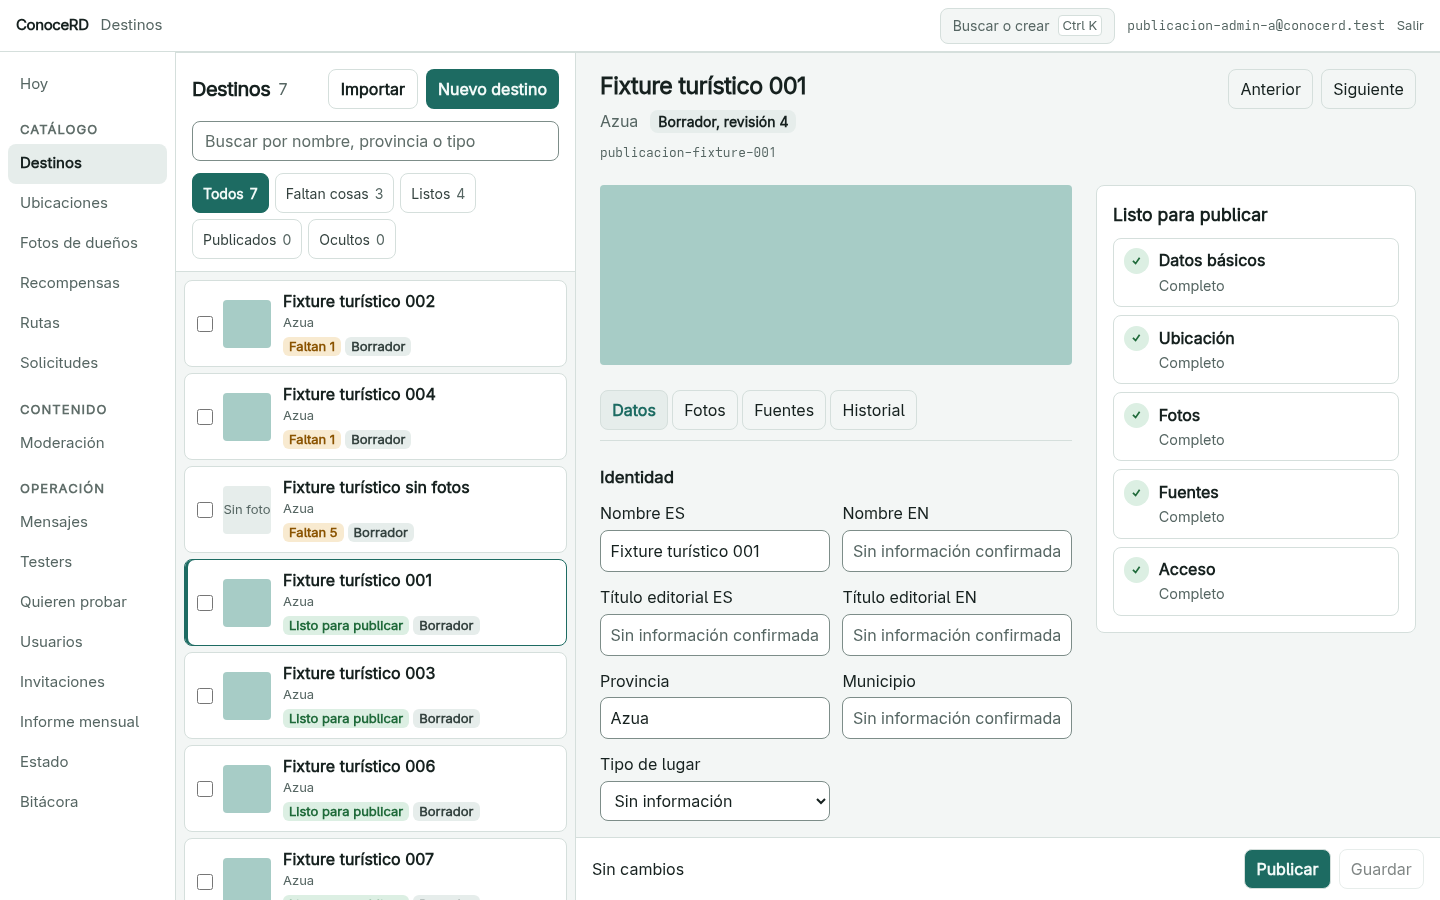 ConoceRD Destinos
Buscar o crear Ctrl K
publicacion-admin-a@conocerd.test Salir
Hoy
CATÁLOGO
Destinos
Ubicaciones
Fotos de dueños
Recompensas
Rutas
Solicitudes
CONTENIDO
Moderación
OPERACIÓN
Mensajes
Testers
Quieren probar
Usuarios
Invitaciones
Informe mensual
Estado
Bitácora
Destinos 7
Importar
Nuevo destino
Buscar por nombre, provincia o tipo
Todos 7
Faltan cosas 3
Listos 4
Publicados 0
Ocultos 0
Fixture turístico 002
Azua
Faltan 1 Borrador
Fixture turístico 004
Azua
Faltan 1 Borrador
Sin foto
Fixture turístico sin fotos
Azua
Faltan 5 Borrador
Fixture turístico 001
Azua
Listo para publicar Borrador
Fixture turístico 003
Azua
Listo para publicar Borrador
Fixture turístico 006
Azua
Listo para publicar Borrador
Fixture turístico 007
Azua
Fixture turístico 001
Anterior
Siguiente
Azua Borrador, revisión 4
publicacion-fixture-001
Datos
Fotos
Fuentes
Historial
Identidad
Nombre ES
Fixture turístico 001
Nombre EN
Sin información confirmada
Título editorial ES
Sin información confirmada
Título editorial EN
Sin información confirmada
Provincia
Azua
Municipio
Sin información confirmada
Tipo de lugar
Sin información
Listo para publicar
Datos básicos
Completo
Ubicación
Completo
Fotos
Completo
Fuentes
Completo
Acceso
Completo
Sin cambios
Publicar
Guardar